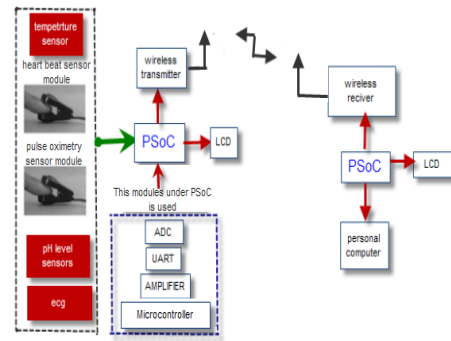 tempetrture
sensor
heart beat sensor
module
pulse oximetry
sensor module
pH level
sensors
ecg
wireless
transmitter
PSoC
LCD
This modules under PSoC
is used
ADC
UART
AMPLIFIER
Microcontroller
wireless
reciver
PSoC
LCD
personal
computer